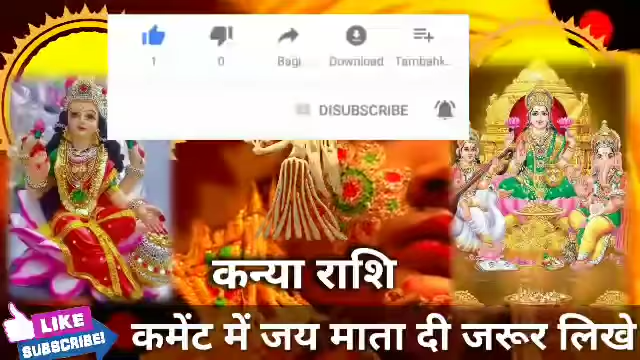 1 0 Bagi Download Tambahk...
DISUBSCRIBE
कन्या राशि
LIKE
SUBSCRIBE!
कमेंट में जय माता दी जरूर लिखे